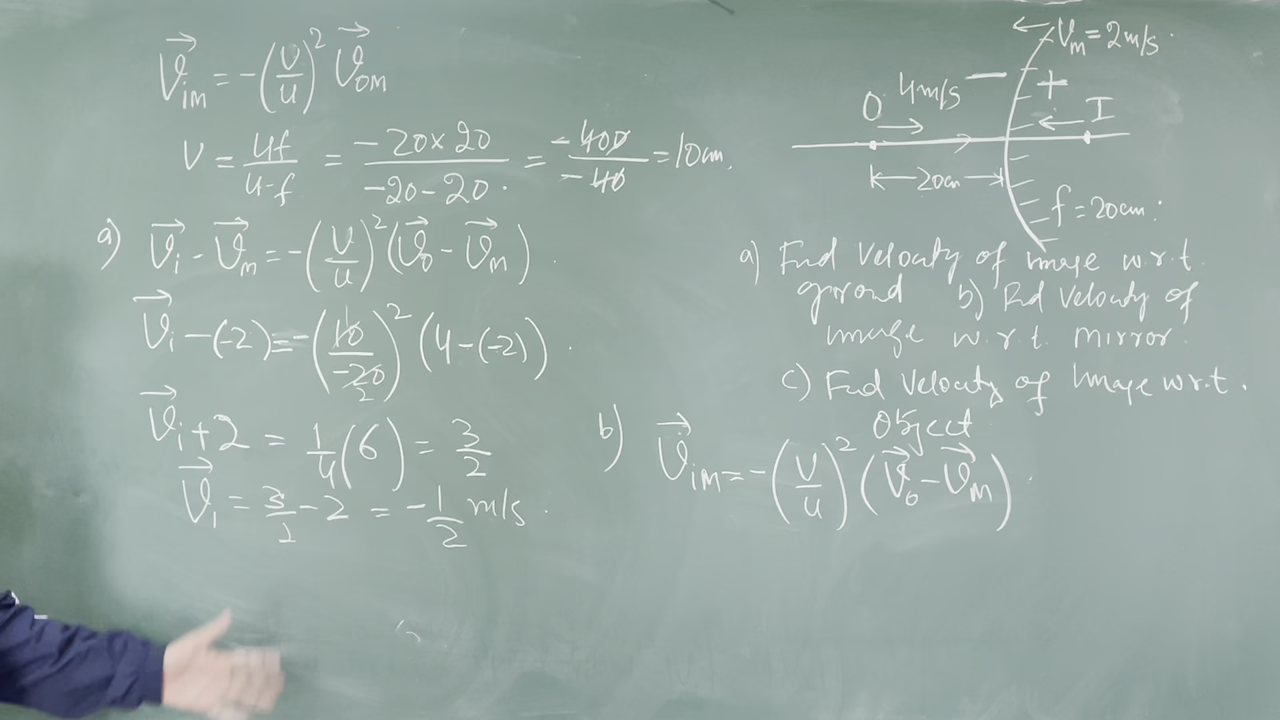 V⃗im = -(v/u)² V⃗om
V = uf/u-f = -20×20/-20-20 = -400/-40 = 10cm.
a) V⃗i - V⃗m = -(v/u)² (V⃗o - V⃗m).
V⃗i - (-2) = -(10/-20)² (4-(-2)).
2
V⃗i + 2 = 1/4 (6) = 3/2
V⃗i = 3/2 - 2 = -1/2 m/s.
Vm = 2m/s.
- +
O 4m/s I
20cm
f = 20cm.
a) Find Velocity of image w.r.t.
ground b) Find Velocity of
image w.r.t. mirror.
c) Find Velocity of Image w.r.t.
Object
b) V⃗im = -(v/u)² (V⃗o - V⃗m).